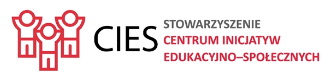 CIES
STOWARZYSZENIE
CENTRUM INICJATYW
EDUKACYJNO–SPOŁECZNYCH